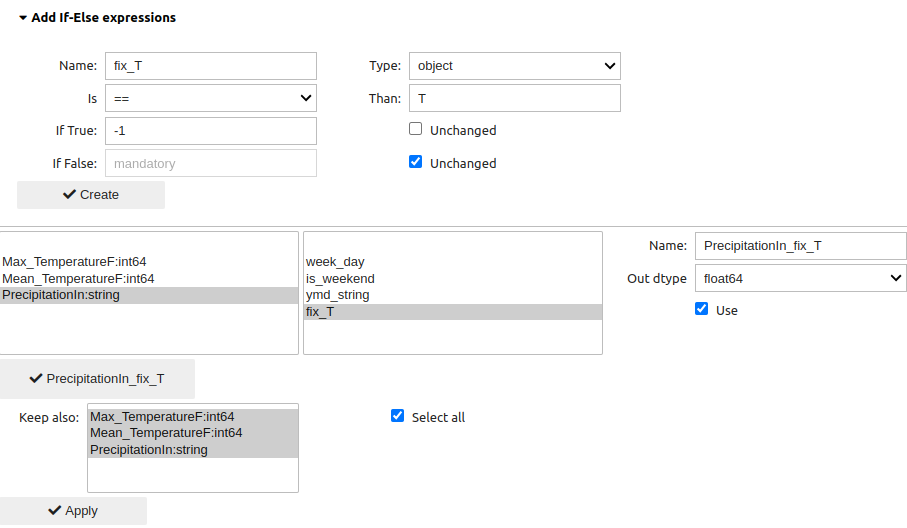 Add If-Else expressions
Name: fix_T Type: object
Is == Than: T
If True: -1 Unchanged
If False: mandatory Unchanged
Create
Max_TemperatureF:int64
Mean_TemperatureF:int64
PrecipitationIn:string
week_day
is_weekend
ymd_string
fix_T
Name: PrecipitationIn_fix_T
Out dtype float64
Use
PrecipitationIn_fix_T
Keep also: Max_TemperatureF:int64
Mean_TemperatureF:int64
PrecipitationIn:string
Select all
Apply